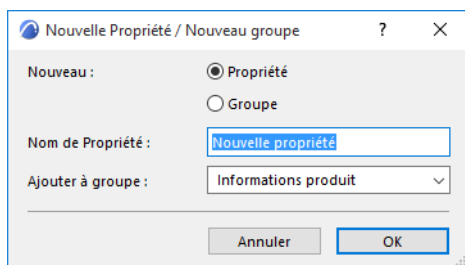 Nouvelle Propriété / Nouveau groupe ?
Nouveau : Propriété
Groupe
Nom de Propriété : Nouvelle propriété
Ajouter à groupe : Informations produit
Annuler OK